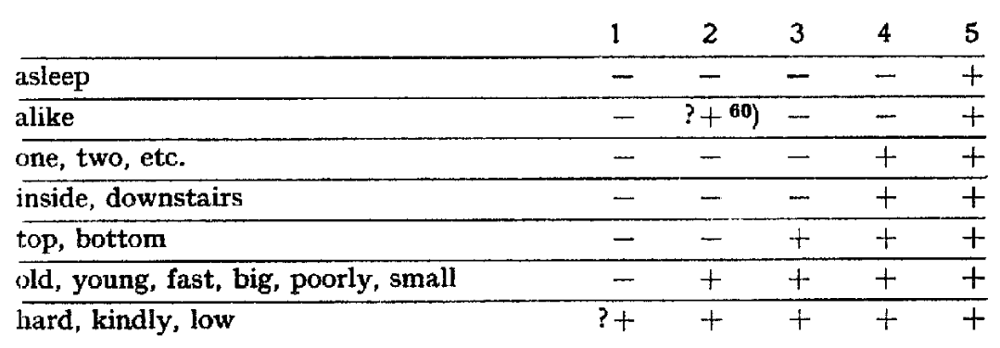 1 2 3 4 5
asleep — — — — +
alike — ?+ 60) — — +
one, two, etc. — — — + +
inside, downstairs — — — + +
top, bottom — — + + +
old, young, fast, big, poorly, small — + + + +
hard, kindly, low ?+ + + + +